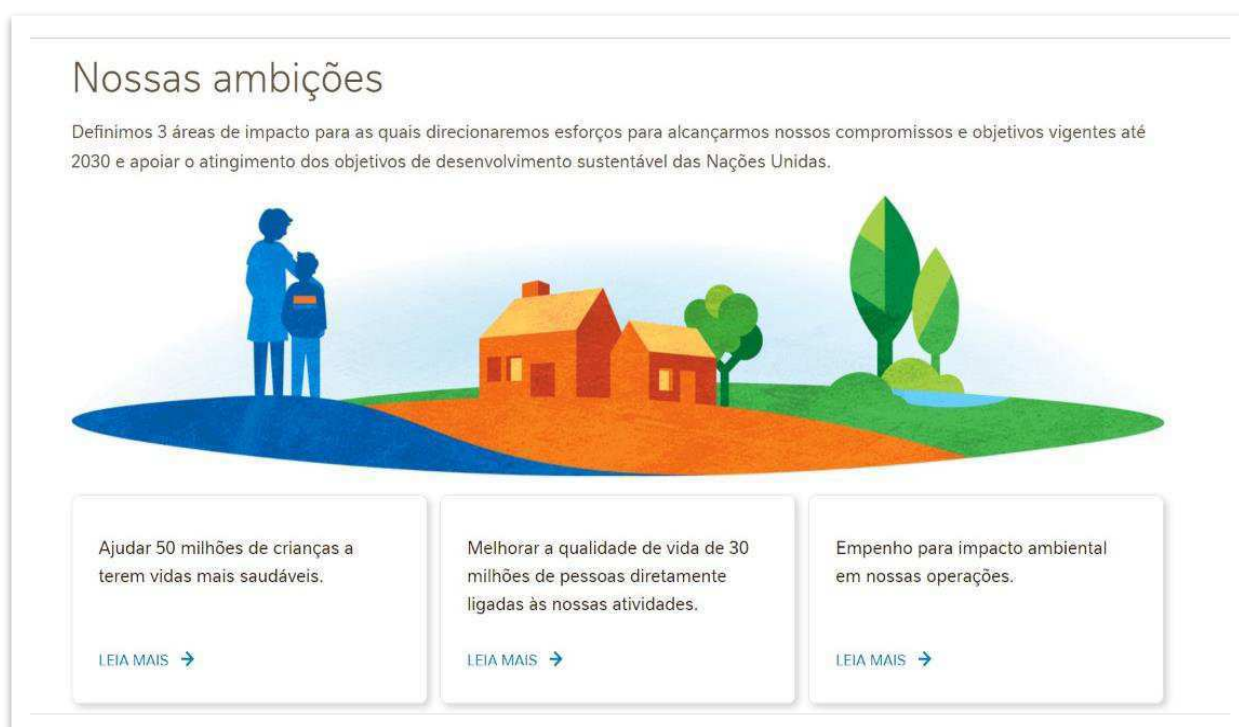 Nossas ambições
Definimos 3 áreas de impacto para as quais direcionaremos esforços para alcançarmos nossos compromissos e objetivos vigentes até
2030 e apoiar o atingimento dos objetivos de desenvolvimento sustentável das Nações Unidas.
Ajudar 50 milhões de crianças a
terem vidas mais saudáveis.
LEIA MAIS →
Melhorar a qualidade de vida de 30
milhões de pessoas diretamente
ligadas às nossas atividades.
LEIA MAIS →
Empenho para impacto ambiental
em nossas operações.
LEIA MAIS →